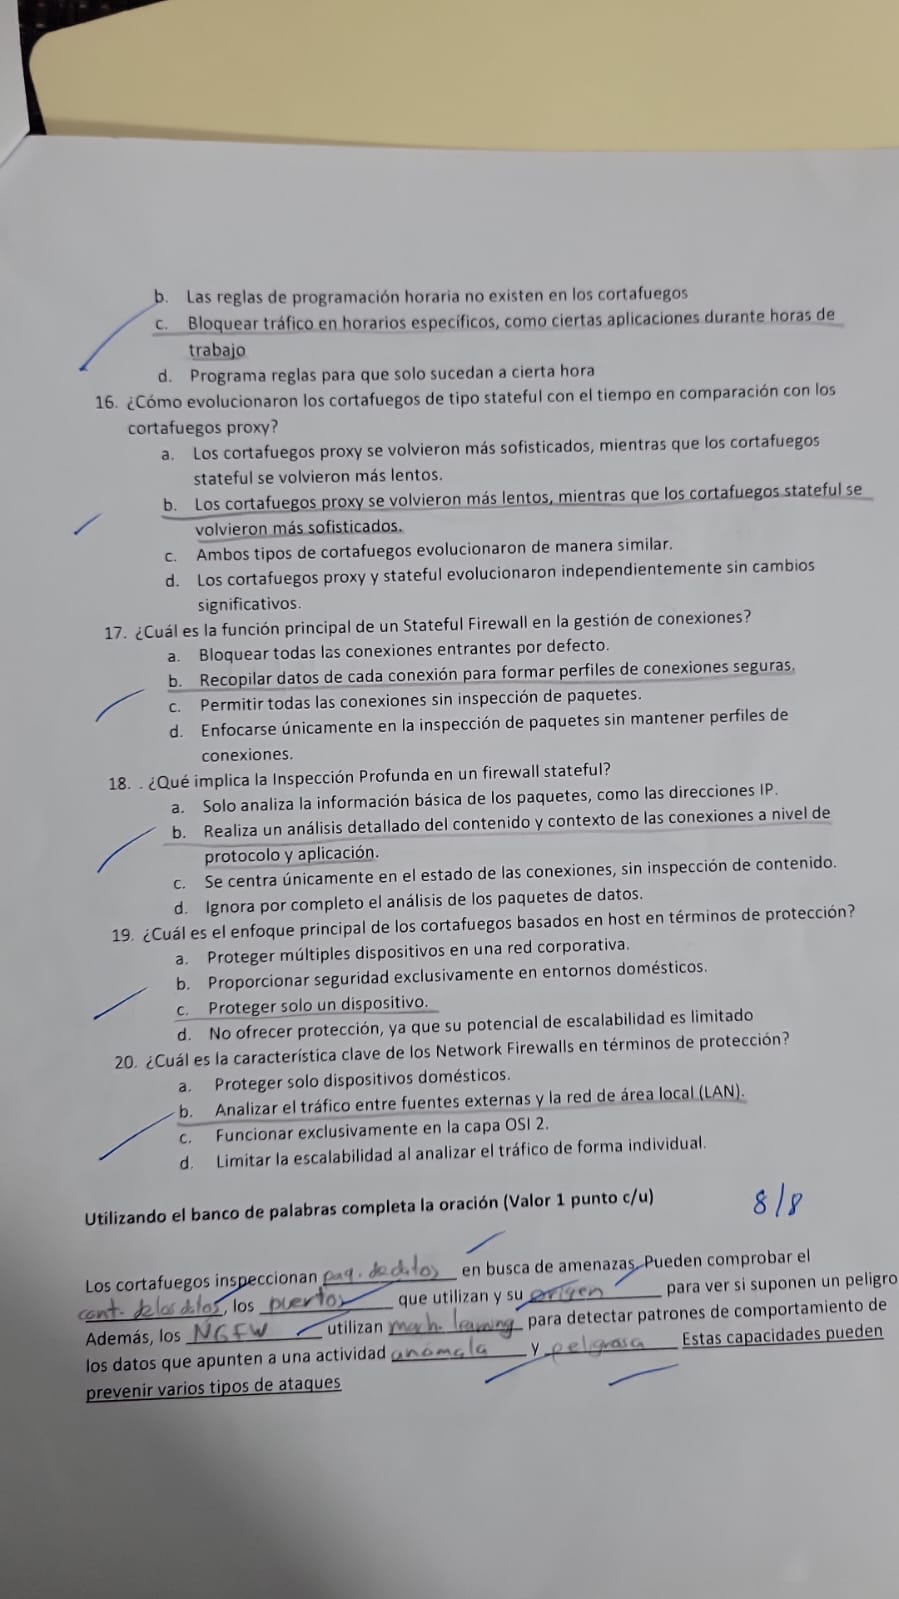 b. Las reglas de programación horaria no existen en los cortafuegos
c. Bloquear tráfico en horarios específicos, como ciertas aplicaciones durante horas de
trabajo
d. Programa reglas para que solo sucedan a cierta hora
16. ¿Cómo evolucionaron los cortafuegos de tipo stateful con el tiempo en comparación con los
cortafuegos proxy?
a. Los cortafuegos proxy se volvieron más sofisticados, mientras que los cortafuegos
stateful se volvieron más lentos.
b. Los cortafuegos proxy se volvieron más lentos, mientras que los cortafuegos stateful se
volvieron más sofisticados.
c. Ambos tipos de cortafuegos evolucionaron de manera similar.
d. Los cortafuegos proxy y stateful evolucionaron independientemente sin cambios
significativos.
17. ¿Cuál es la función principal de un Stateful Firewall en la gestión de conexiones?
a. Bloquear todas las conexiones entrantes por defecto.
b. Recopilar datos de cada conexión para formar perfiles de conexiones seguras.
c. Permitir todas las conexiones sin inspección de paquetes.
d. Enfocarse únicamente en la inspección de paquetes sin mantener perfiles de
conexiones.
18. . ¿Qué implica la Inspección Profunda en un firewall stateful?
a. Solo analiza la información básica de los paquetes, como las direcciones IP.
b. Realiza un análisis detallado del contenido y contexto de las conexiones a nivel de
protocolo y aplicación.
c. Se centra únicamente en el estado de las conexiones, sin inspección de contenido.
d. Ignora por completo el análisis de los paquetes de datos.
19. ¿Cuál es el enfoque principal de los cortafuegos basados en host en términos de protección?
a. Proteger múltiples dispositivos en una red corporativa.
b. Proporcionar seguridad exclusivamente en entornos domésticos.
c. Proteger solo un dispositivo.
d. No ofrecer protección, ya que su potencial de escalabilidad es limitado
20. ¿Cuál es la característica clave de los Network Firewalls en términos de protección?
a. Proteger solo dispositivos domésticos.
b. Analizar el tráfico entre fuentes externas y la red de área local (LAN).
c. Funcionar exclusivamente en la capa OSI 2.
d. Limitar la escalabilidad al analizar el tráfico de forma individual.
Utilizando el banco de palabras completa la oración (Valor 1 punto c/u) 8/8
Los cortafuegos inspeccionan paq. de datos en busca de amenazas. Pueden comprobar el
cont. de los datos, los puertos que utilizan y su origen para ver si suponen un peligro
Además, los NGFW utilizan mach. learning para detectar patrones de comportamiento de
los datos que apunten a una actividad anómala y peligrosa Estas capacidades pueden
prevenir varios tipos de ataques